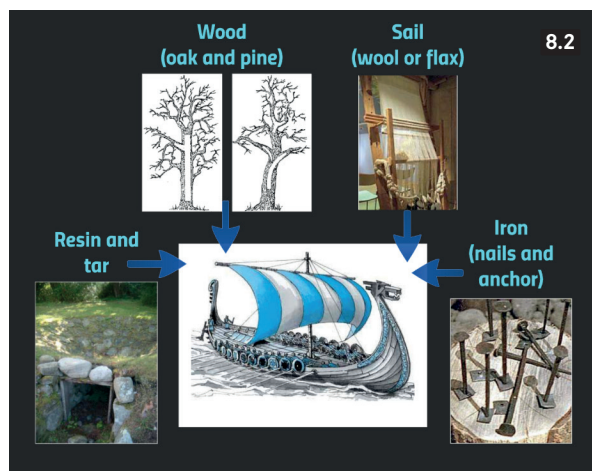 Wood
(oak and pine)
Sail
(wool or flax)
8.2
Resin and
tar
Iron
(nails and
anchor)